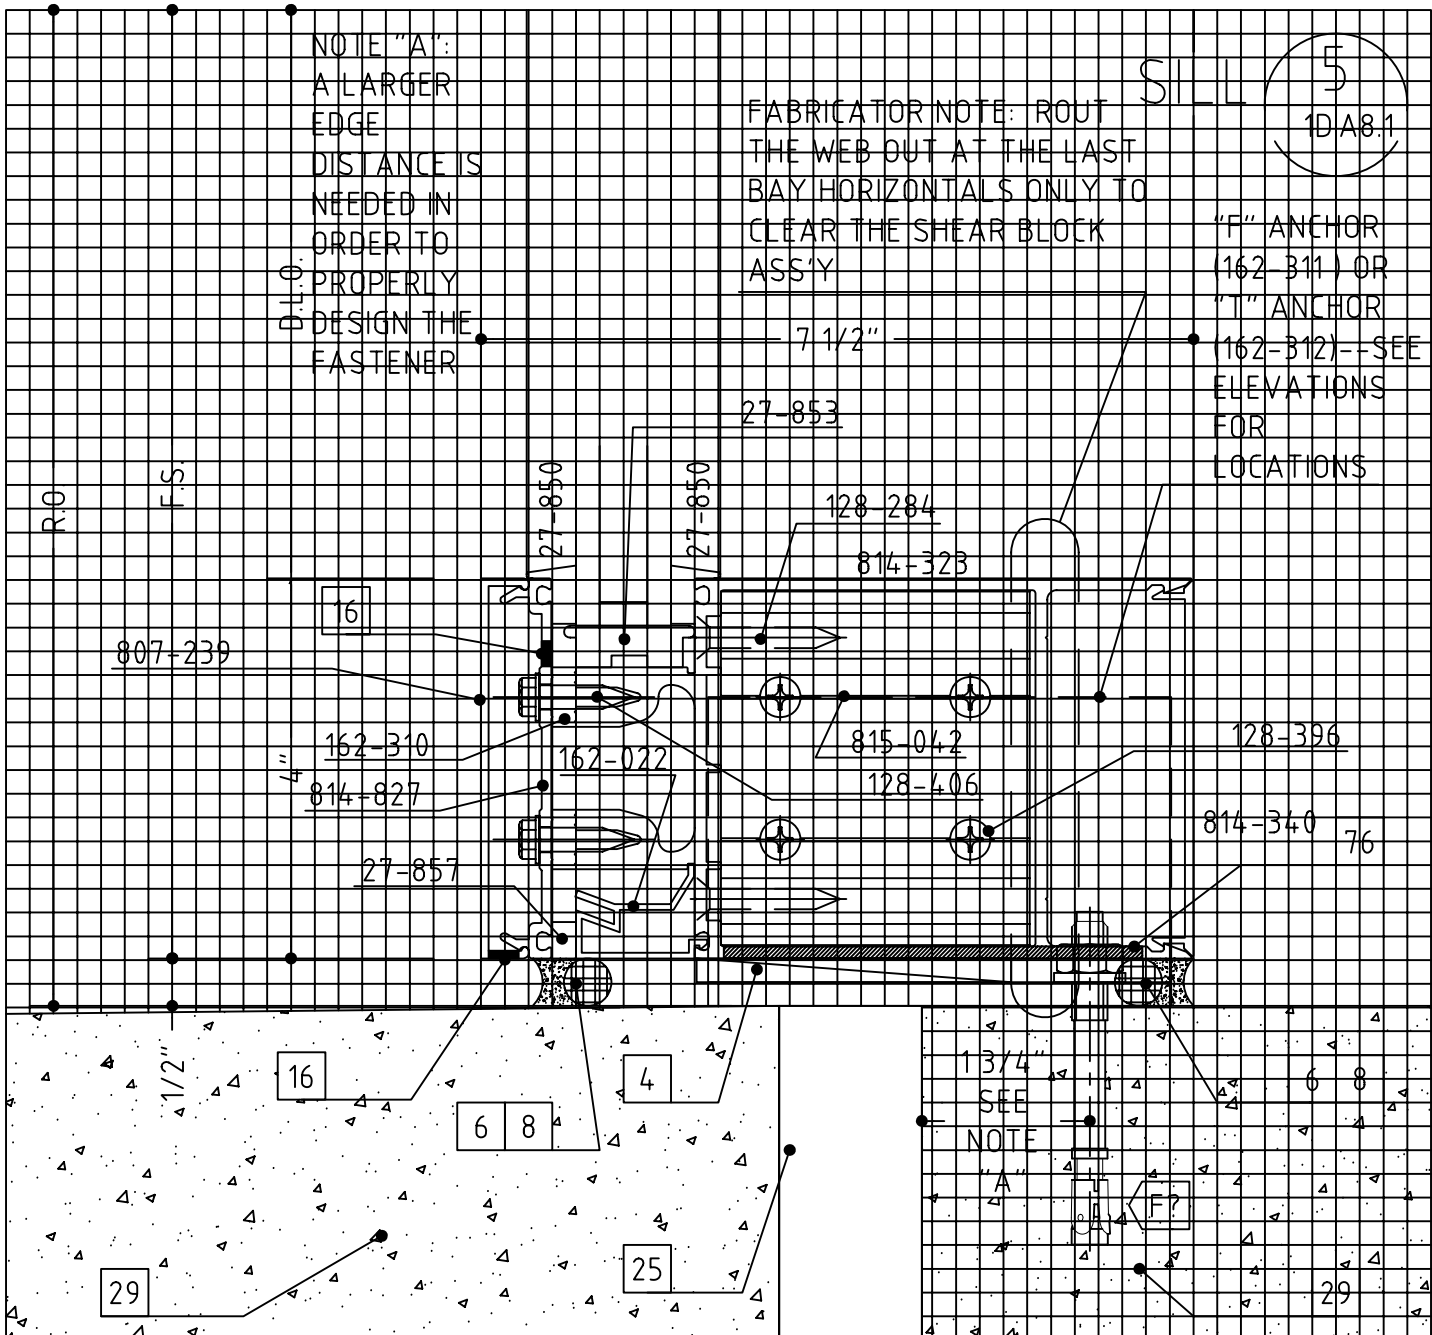 NOTE "A":
A LARGER
EDGE
DISTANCE IS
NEEDED IN
ORDER TO
PROPERLY
DESIGN THE
FASTENER
FABRICATOR NOTE: ROUT
THE WEB OUT AT THE LAST
BAY HORIZONTALS ONLY TO
CLEAR THE SHEAR BLOCK
ASS'Y
SILL
5
1D A8.1
"F" ANCHOR
(162-311 ) OR
"T" ANCHOR
(162-312)--SEE
ELEVATIONS
FOR
LOCATIONS
D.L.O.
7 1/2"
27-853
R.O.
F.S.
27-850
27-850
128-284
814-323
16
807-239
162-310
4"
814-827
162-022
815-042
128-406
128-396
814-340
76
27-857
1/2"
16
6 8
4
1 3/4"
SEE
NOTE
"A"
6 8
F?
25
29
29